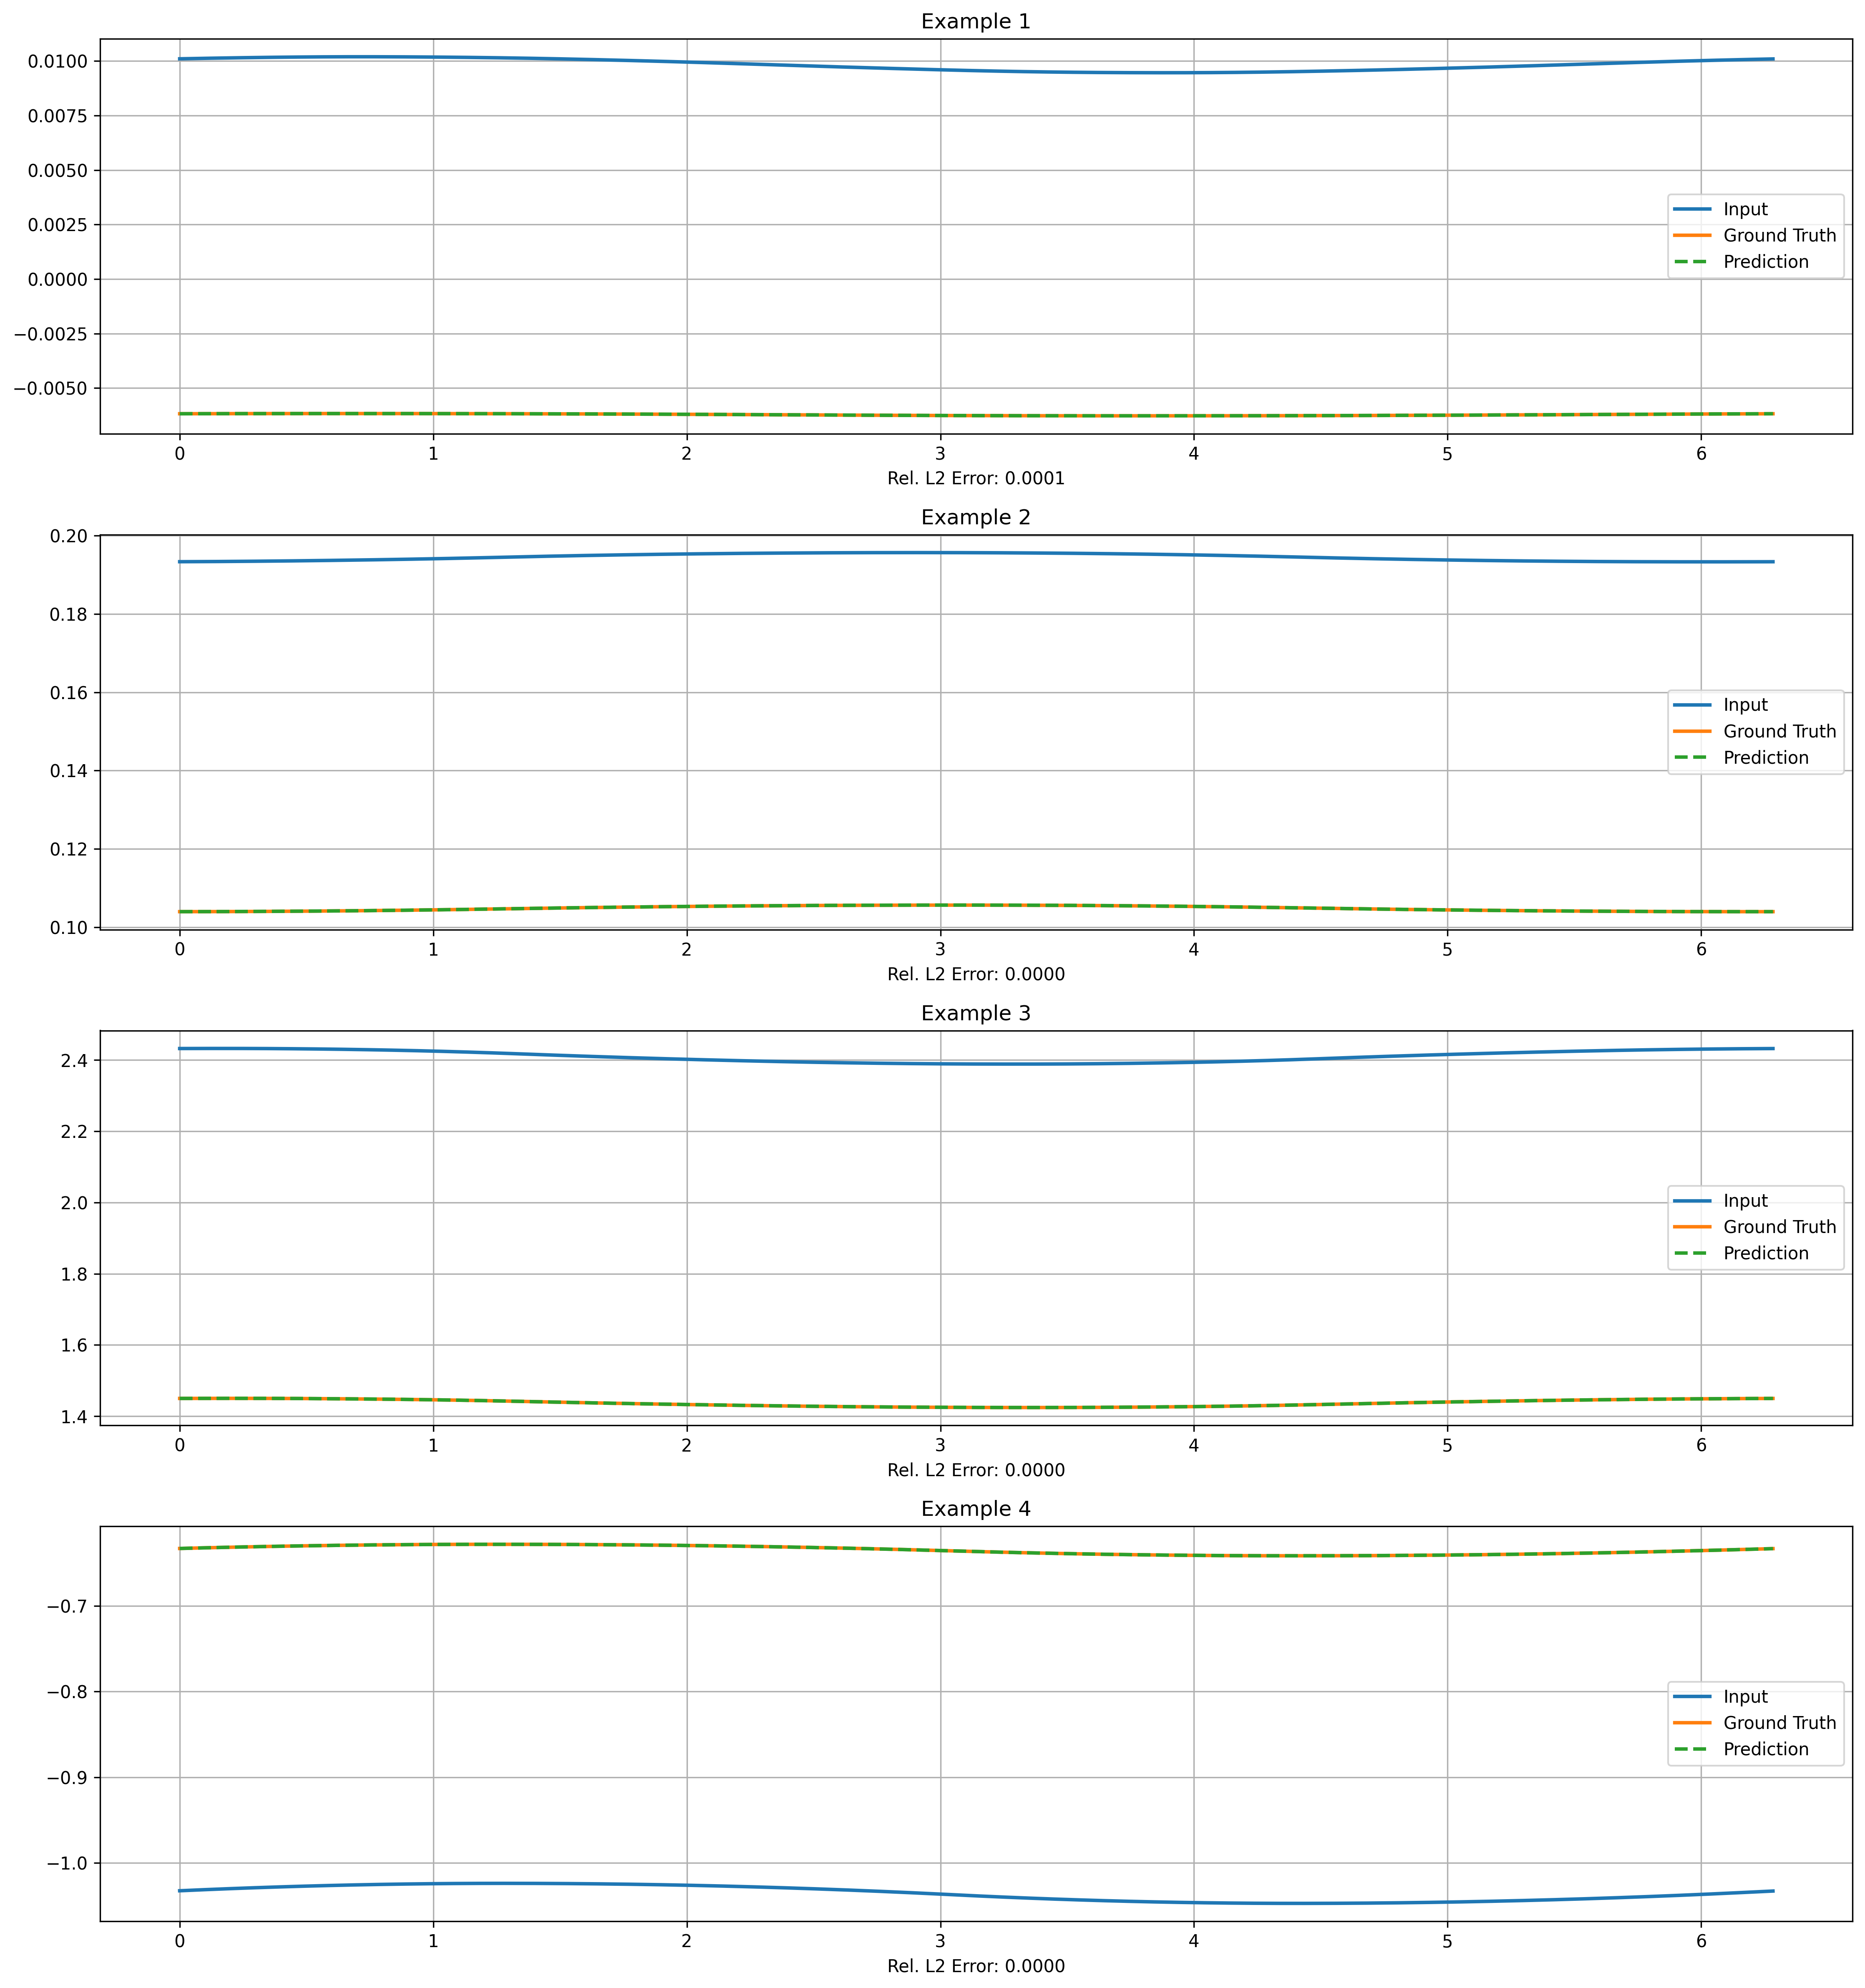 Example 1
0.0100
0.0075
0.0050
0.0025
0.0000
−0.0025
−0.0050
Input
Ground Truth
Prediction
0 1 2 3 4 5 6
Rel. L2 Error: 0.0001
Example 2
0.20
0.18
0.16
0.14
0.12
0.10
Input
Ground Truth
Prediction
0 1 2 3 4 5 6
Rel. L2 Error: 0.0000
Example 3
2.4
2.2
2.0
1.8
1.6
1.4
Input
Ground Truth
Prediction
0 1 2 3 4 5 6
Rel. L2 Error: 0.0000
Example 4
−0.7
−0.8
−0.9
−1.0
Input
Ground Truth
Prediction
0 1 2 3 4 5 6
Rel. L2 Error: 0.0000